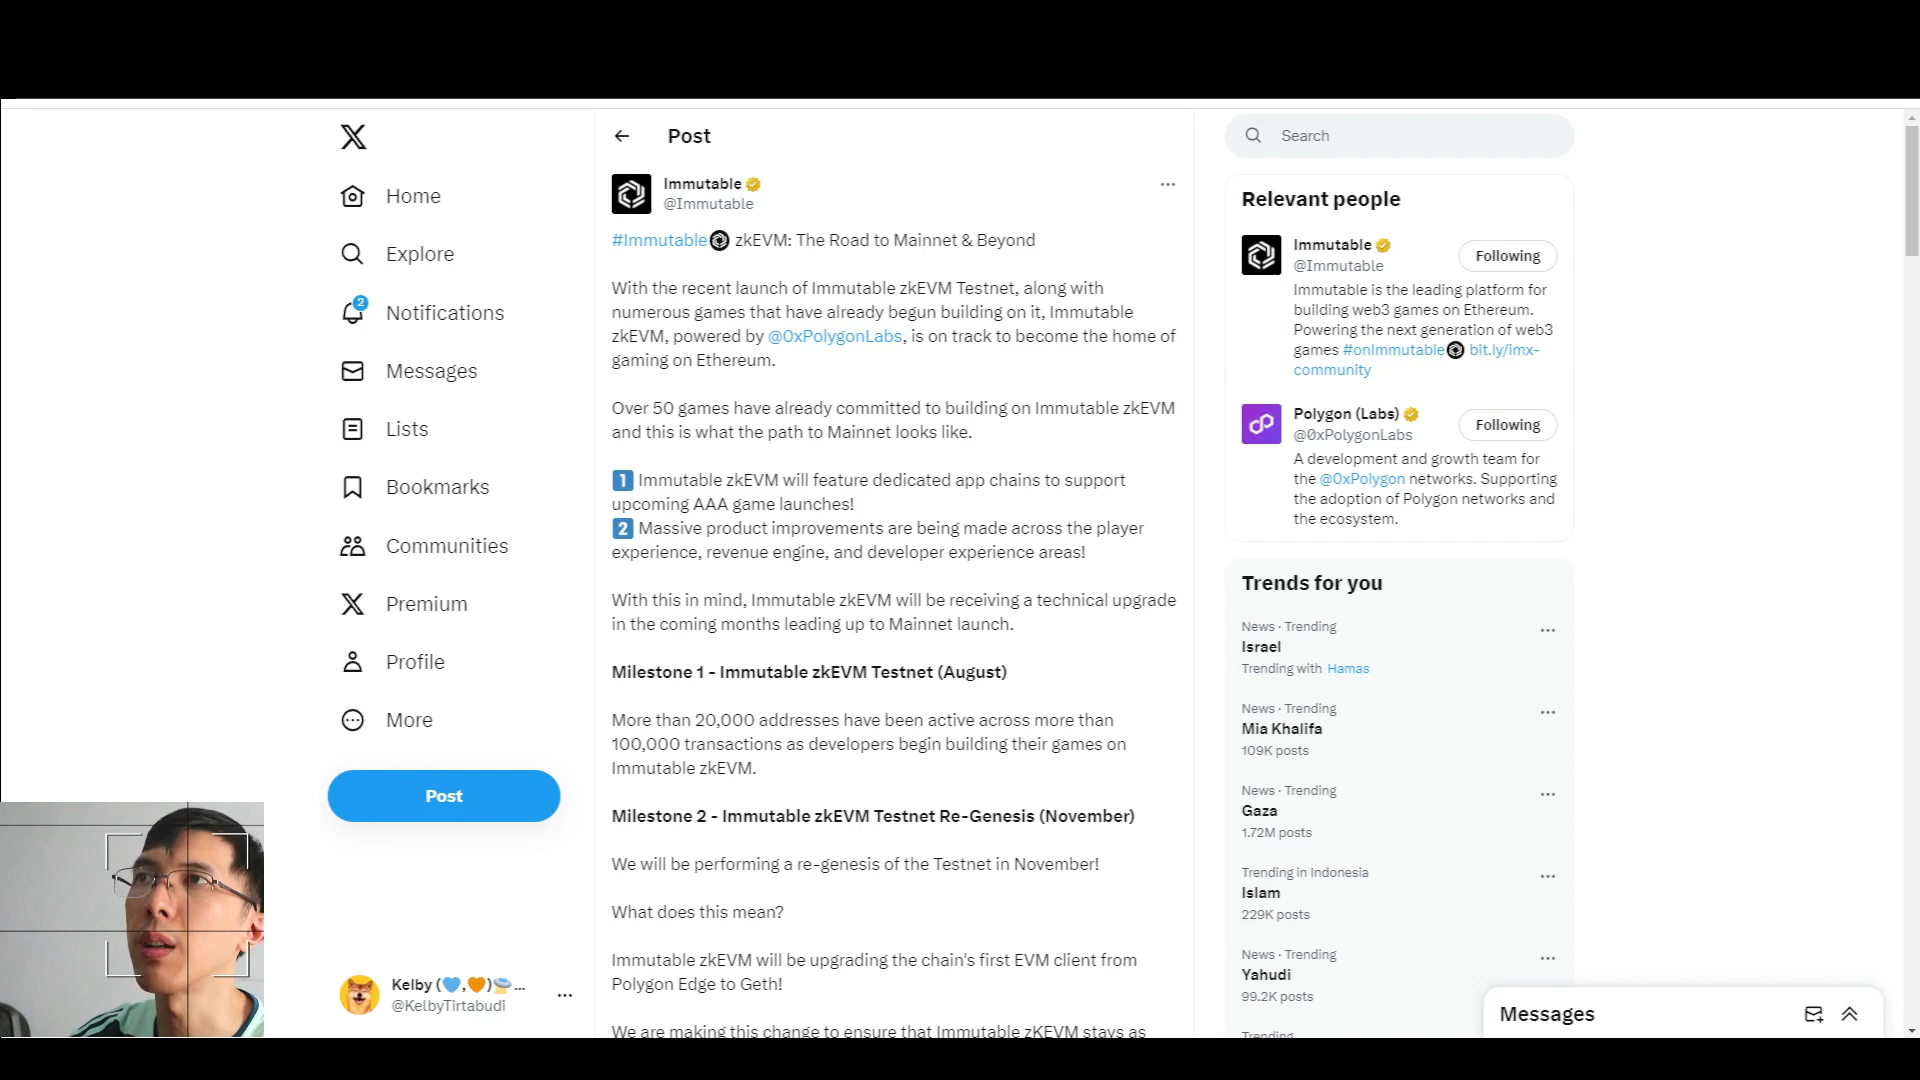 Home
Explore
2
Notifications
Messages
Lists
Bookmarks
Communities
Premium
Profile
More
Post
Kelby (🩵,🧡)...
@KelbyTirtabudi
Post
Immutable
@Immutable
#Immutable zkEVM: The Road to Mainnet & Beyond
With the recent launch of Immutable zkEVM Testnet, along with
numerous games that have already begun building on it, Immutable
zkEVM, powered by @0xPolygonLabs, is on track to become the home of
gaming on Ethereum.
Over 50 games have already committed to building on Immutable zkEVM
and this is what the path to Mainnet looks like.
1 Immutable zkEVM will feature dedicated app chains to support
upcoming AAA game launches!
2 Massive product improvements are being made across the player
experience, revenue engine, and developer experience areas!
With this in mind, Immutable zkEVM will be receiving a technical upgrade
in the coming months leading up to Mainnet launch.
Milestone 1 - Immutable zkEVM Testnet (August)
More than 20,000 addresses have been active across more than
100,000 transactions as developers begin building their games on
Immutable zkEVM.
Milestone 2 - Immutable zkEVM Testnet Re-Genesis (November)
We will be performing a re-genesis of the Testnet in November!
What does this mean?
Immutable zkEVM will be upgrading the chain's first EVM client from
Polygon Edge to Geth!
We are making this change to ensure that Immutable zKEVM stays as
Search
Relevant people
Immutable
@Immutable
Following
Immutable is the leading platform for
building web3 games on Ethereum.
Powering the next generation of web3
games #onImmutable bit.ly/imx-
community
Polygon (Labs)
@0xPolygonLabs
Following
A development and growth team for
the @0xPolygon networks. Supporting
the adoption of Polygon networks and
the ecosystem.
Trends for you
News · Trending
Israel
Trending with Hamas
News · Trending
Mia Khalifa
109K posts
News · Trending
Gaza
1.72M posts
Trending in Indonesia
Islam
229K posts
News · Trending
Yahudi
99.2K posts
Trending
Messages